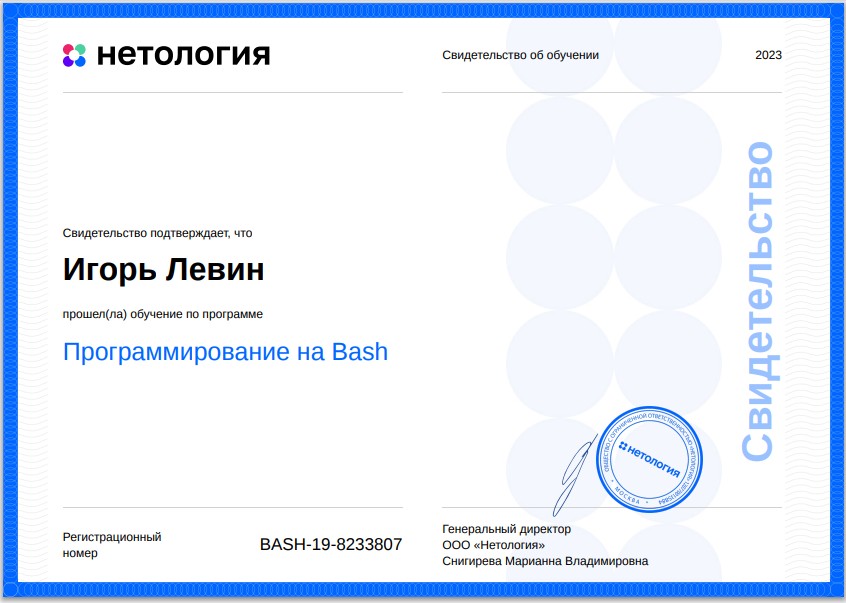 нетология
Свидетельство об обучении
2023
Свидетельство подтверждает, что
Игорь Левин
прошел(ла) обучение по программе
Программирование на Bash
Свидетельство
ОБЩЕСТВО С ОГРАНИЧЕННОЙ ОТВЕТСТВЕННОСТЬЮ «НЕТОЛОГИЯ»
МОСКВА
нетология
Регистрационный
номер
BASH-19-8233807
Генеральный директор
ООО «Нетология»
Снигирева Марианна Владимировна